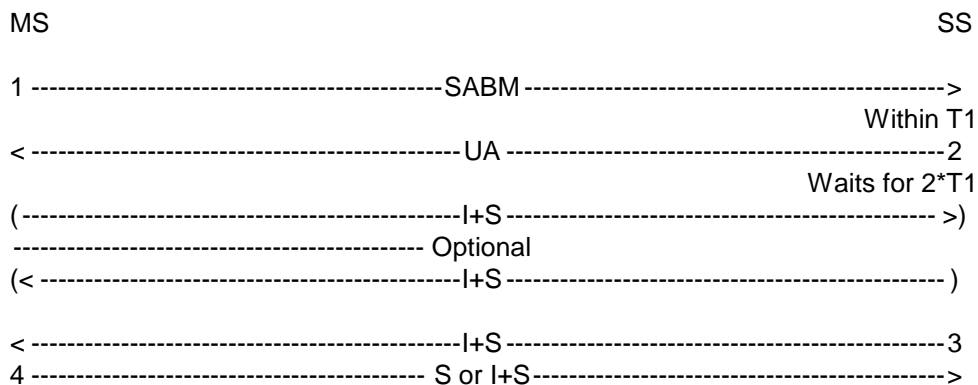 MS SS
1 ----------------------------------------------SABM -----------------------------------------------> 
Within T1
< ------------------------------------------------UA -------------------------------------------------2
Waits for 2*T1
( -------------------------------------------------I+S ------------------------------------------------ >)
---------------------------------------------- Optional
(< -----------------------------------------------I+S --------------------------------------------------- )
< ------------------------------------------------I+S -------------------------------------------------3
4 -------------------------------------------- S or I+S---------------------------------------------->